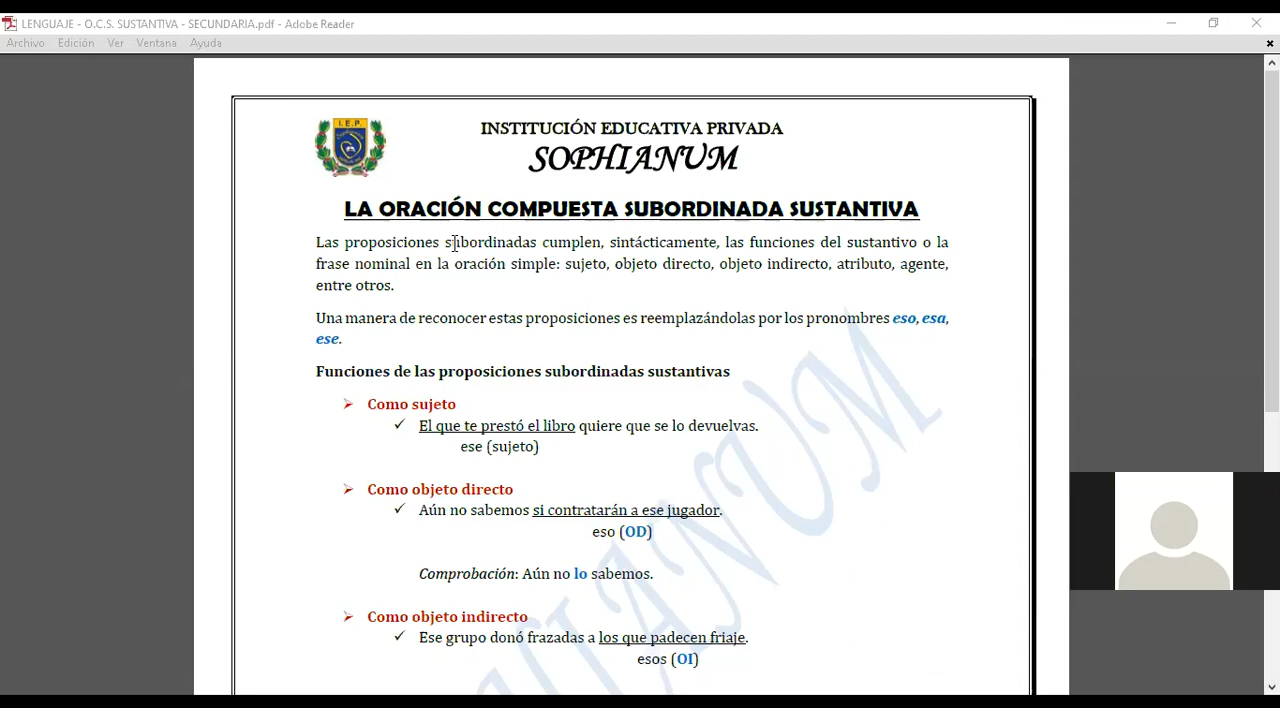 LENGUAJE - O.C.S. SUSTANTIVA - SECUNDARIA.pdf - Adobe Reader
Archivo Edición Ver Ventana Ayuda
I.E.P.
INSTITUCIÓN EDUCATIVA PRIVADA
SOPHIANUM
LA ORACIÓN COMPUESTA SUBORDINADA SUSTANTIVA
Las proposiciones subordinadas cumplen, sintácticamente, las funciones del sustantivo o la
frase nominal en la oración simple: sujeto, objeto directo, objeto indirecto, atributo, agente,
entre otros.
Una manera de reconocer estas proposiciones es reemplazándolas por los pronombres eso, esa,
ese.
Funciones de las proposiciones subordinadas sustantivas
Como sujeto
El que te prestó el libro quiere que se lo devuelvas.
ese (sujeto)
Como objeto directo
Aún no sabemos si contratarán a ese jugador.
eso (OD)
Comprobación: Aún no lo sabemos.
Como objeto indirecto
Ese grupo donó frazadas a los que padecen friaje.
esos (OI)